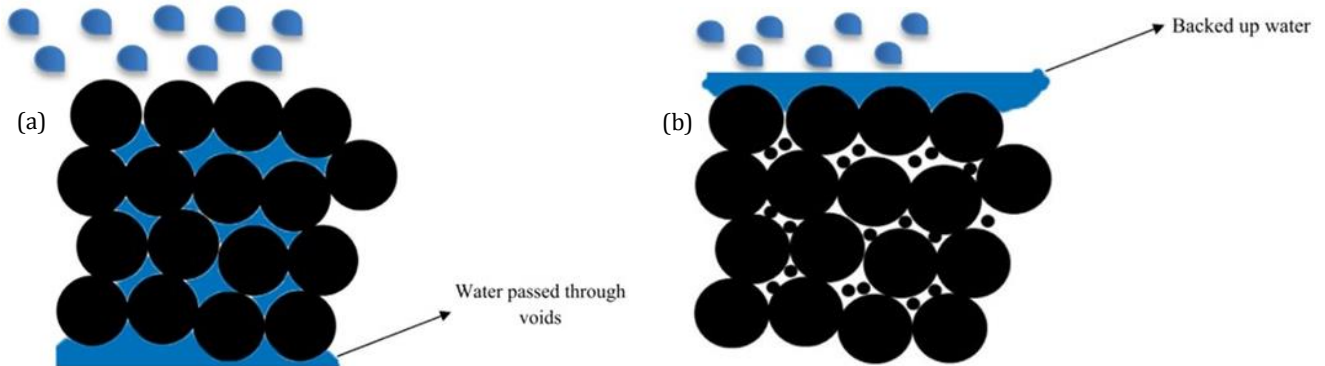 (a)
Water passed through
voids
(b)
Backed up water